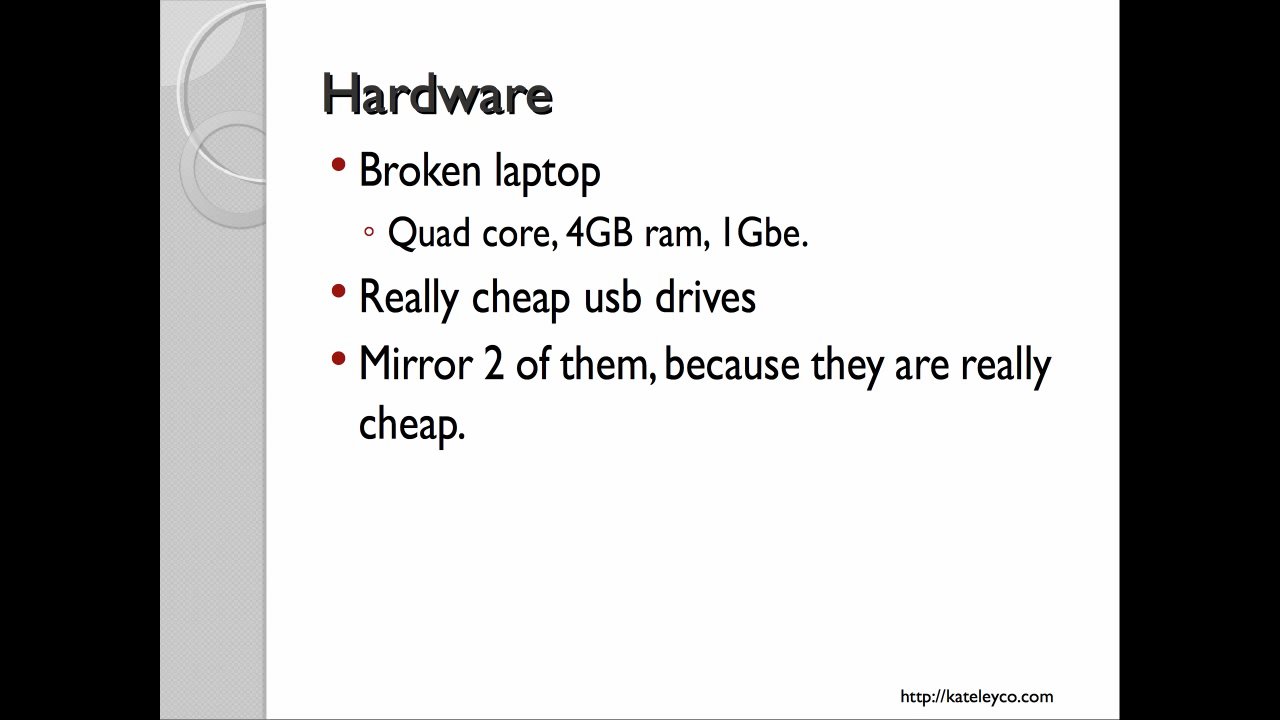 Hardware
• Broken laptop
◦ Quad core, 4GB ram, 1Gbe.
• Really cheap usb drives
• Mirror 2 of them, because they are really
cheap.
http://kateleyco.com